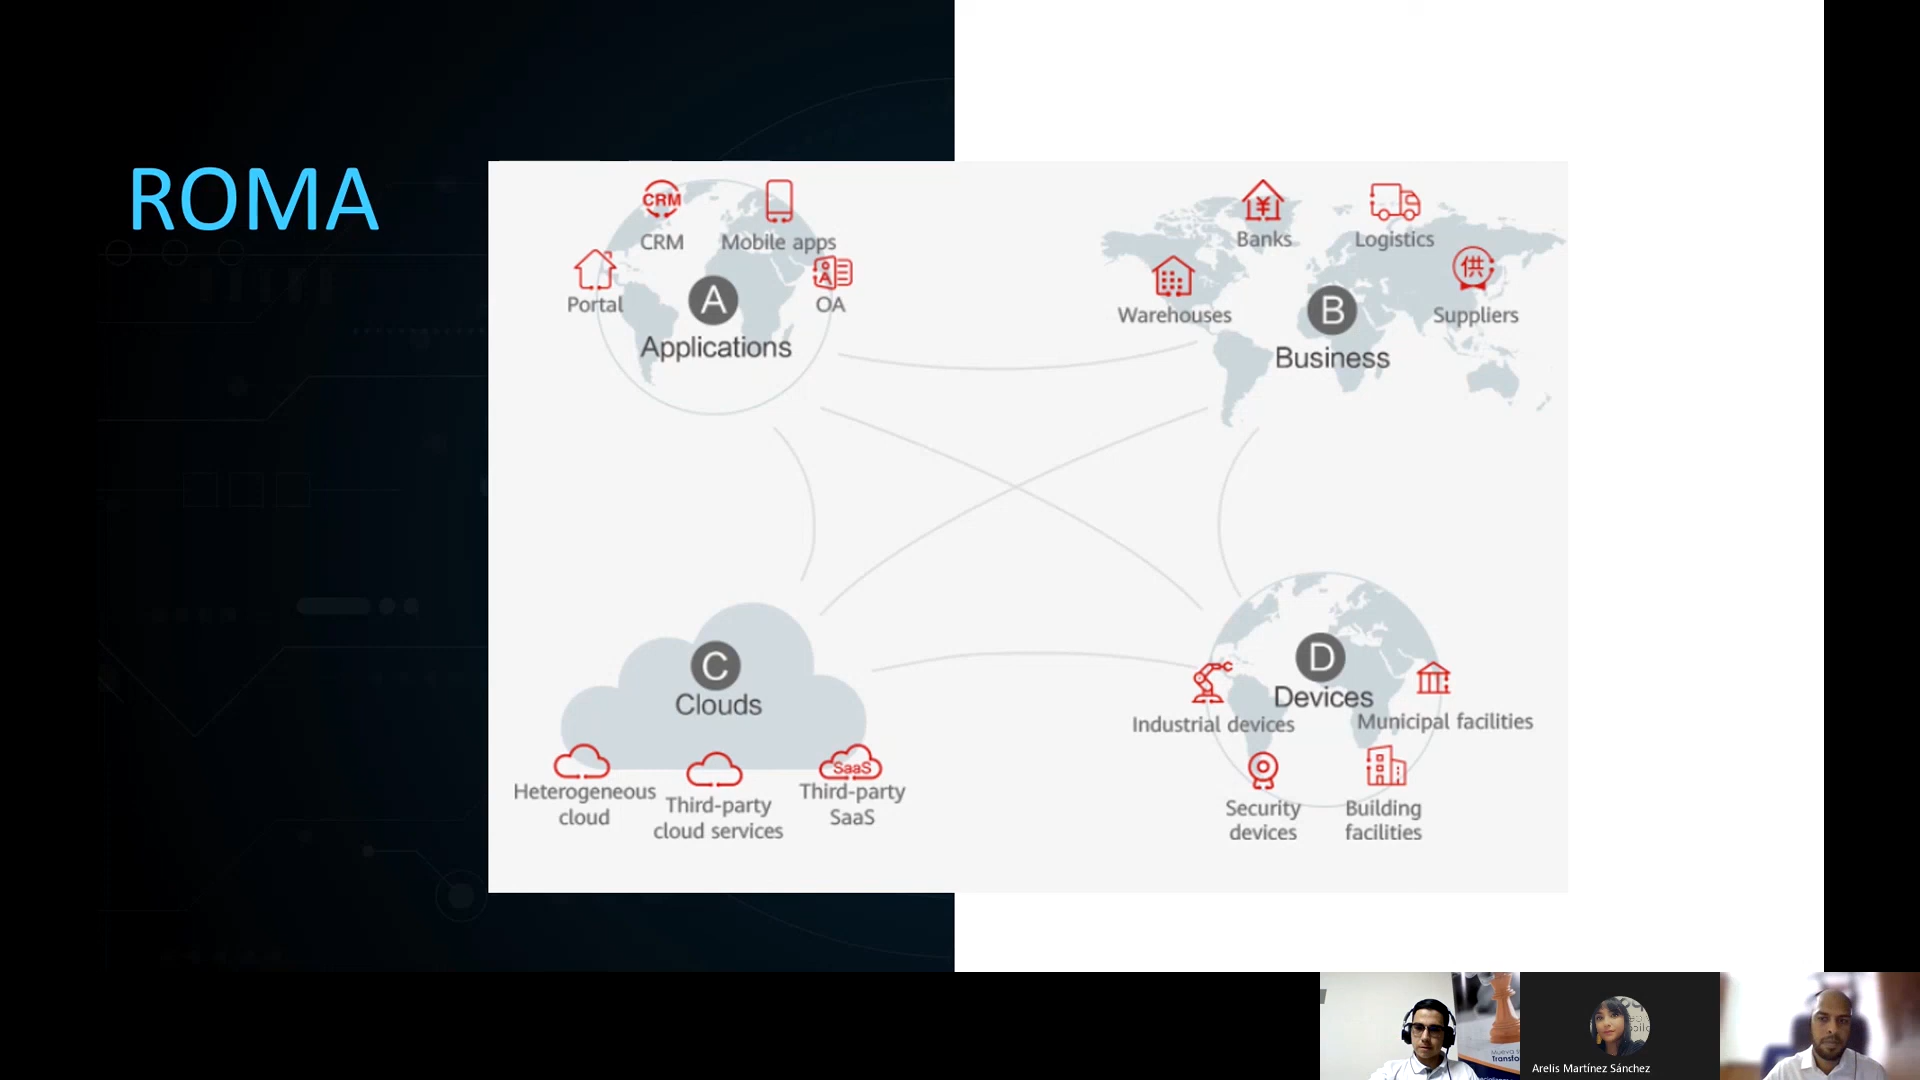 ROMA
CRM
CRM
Mobile apps
Portal
A
OA
Applications
¥
Banks
Logistics
供
Warehouses
B
Suppliers
Business
C
Clouds
SaaS
Heterogeneous
cloud
Third-party
cloud services
Third-party
SaaS
D
Devices
Industrial devices
Municipal facilities
Security
devices
Building
facilities
Arelis Martínez Sánchez